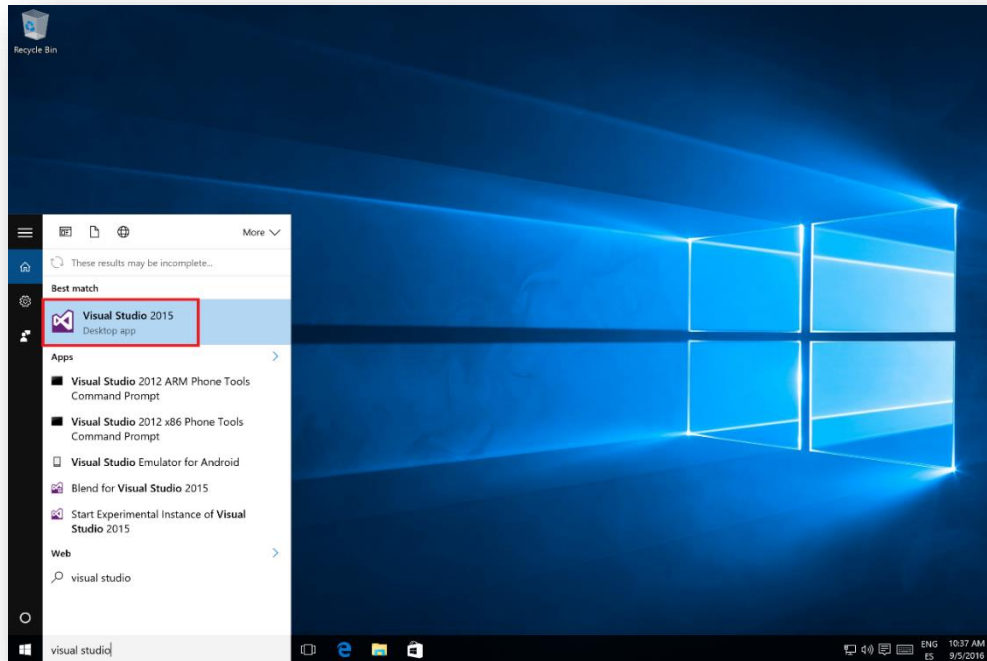 Recycle Bin
More
These results may be incomplete...
Best match
Visual Studio 2015
Desktop app
Apps
Visual Studio 2012 ARM Phone Tools
Command Prompt
Visual Studio 2012 x86 Phone Tools
Command Prompt
Visual Studio Emulator for Android
Blend for Visual Studio 2015
Start Experimental Instance of Visual
Studio 2015
Web
visual studio
visual studio
ENG
ES
10:37 AM
9/5/2016